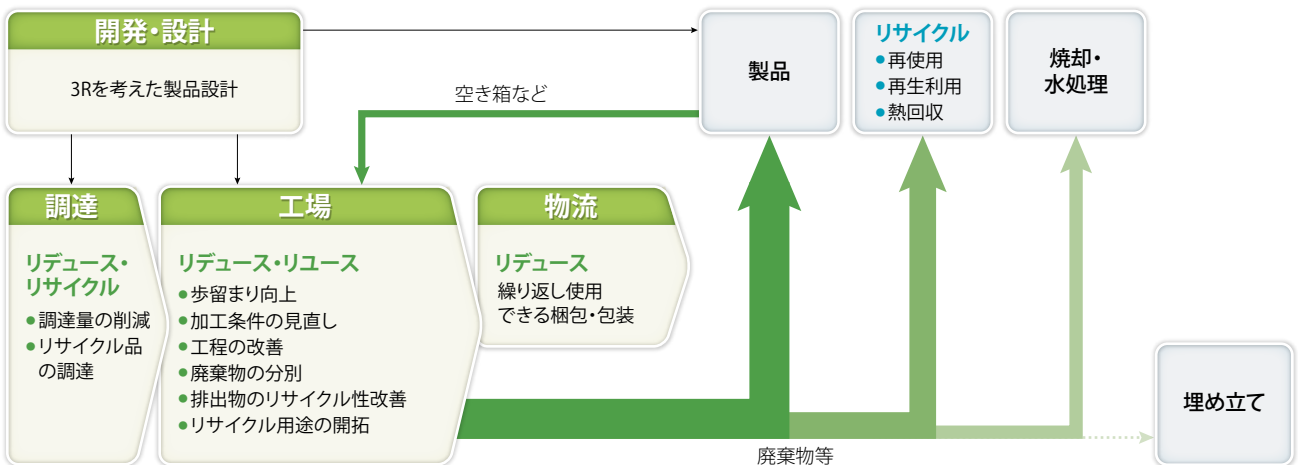 開発・設計
3Rを考えた製品設計
製品
リサイクル
●再使用
●再生利用
●熱回収
焼却・
水処理
空き箱など
調達
リデュース・
リサイクル
●調達量の削減
●リサイクル品
の調達
工場
リデュース・リユース
●歩留まり向上
●加工条件の見直し
●工程の改善
●廃棄物の分別
●排出物のリサイクル性改善
●リサイクル用途の開拓
物流
リデュース
繰り返し使用
できる梱包・包装
埋め立て
廃棄物等